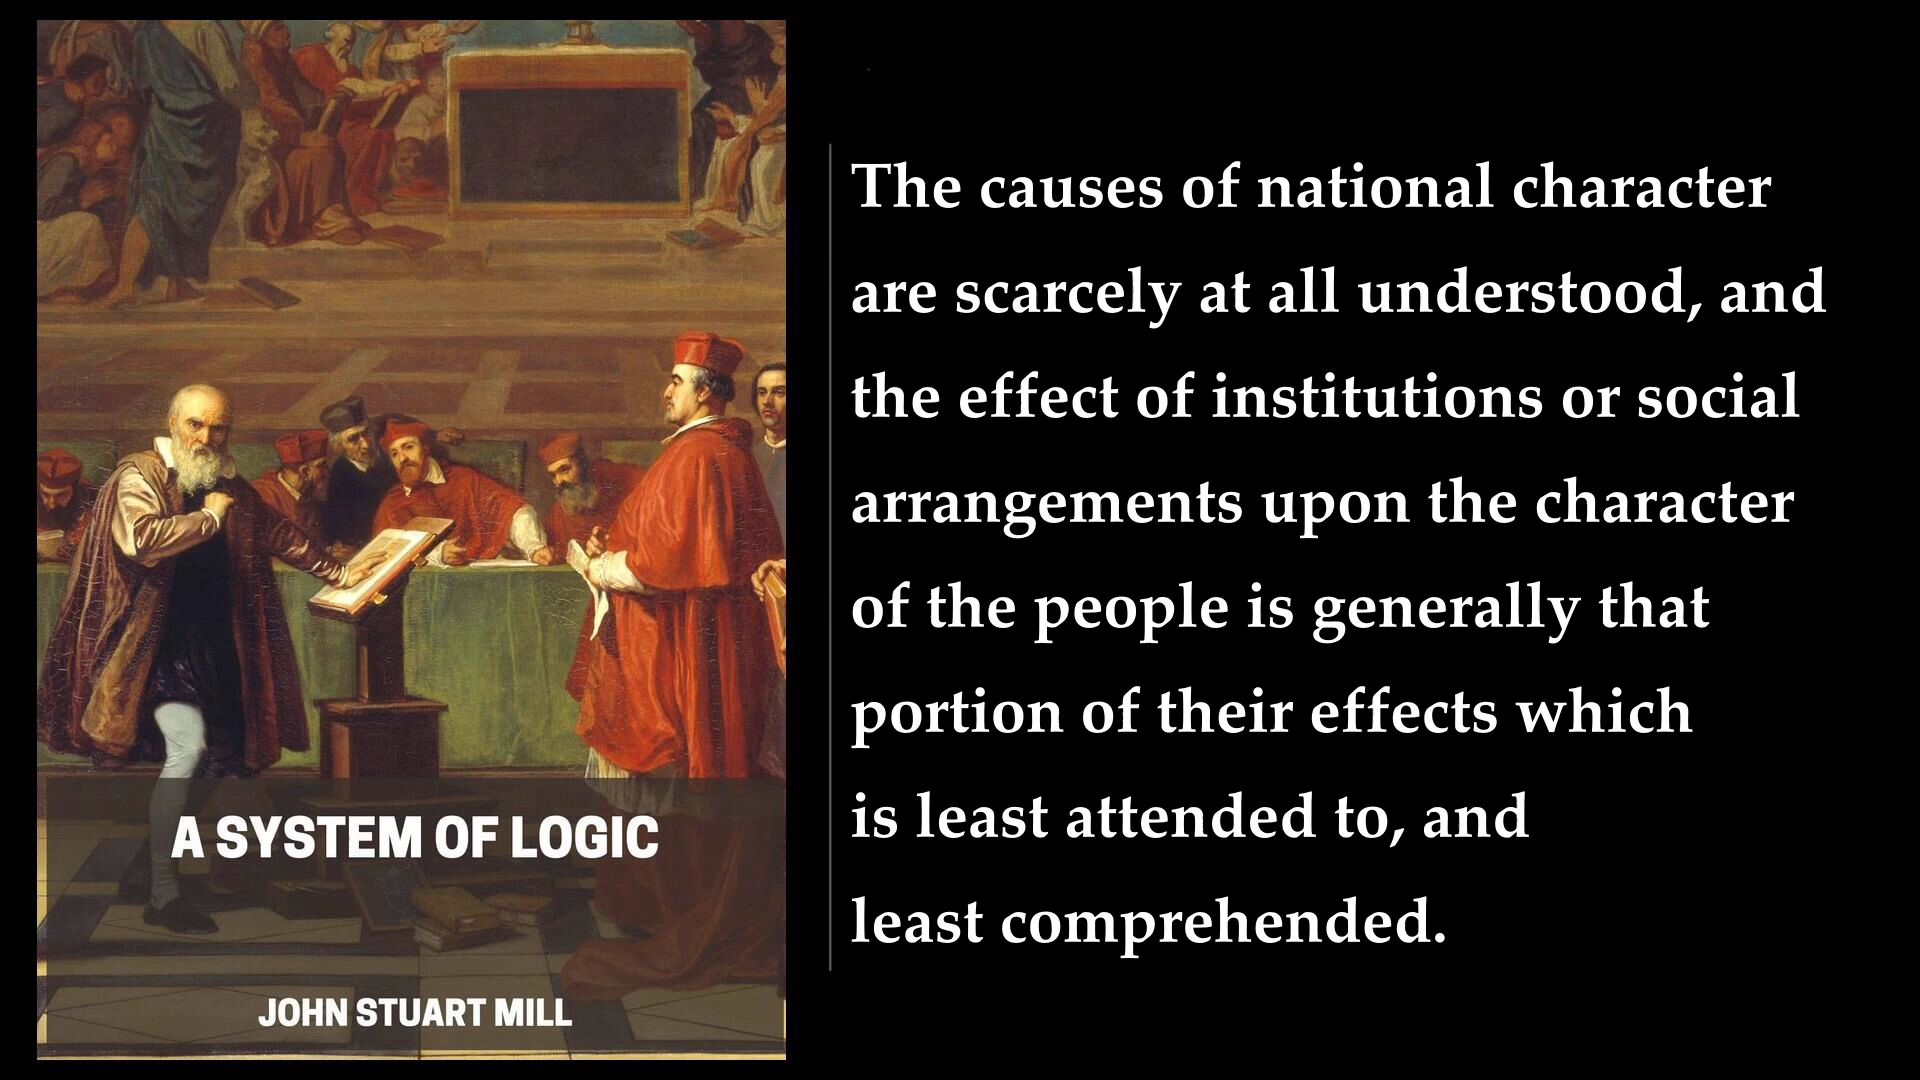 A SYSTEM OF LOGIC
JOHN STUART MILL
The causes of national character
are scarcely at all understood, and
the effect of institutions or social
arrangements upon the character
of the people is generally that
portion of their effects which
is least attended to, and
least comprehended.